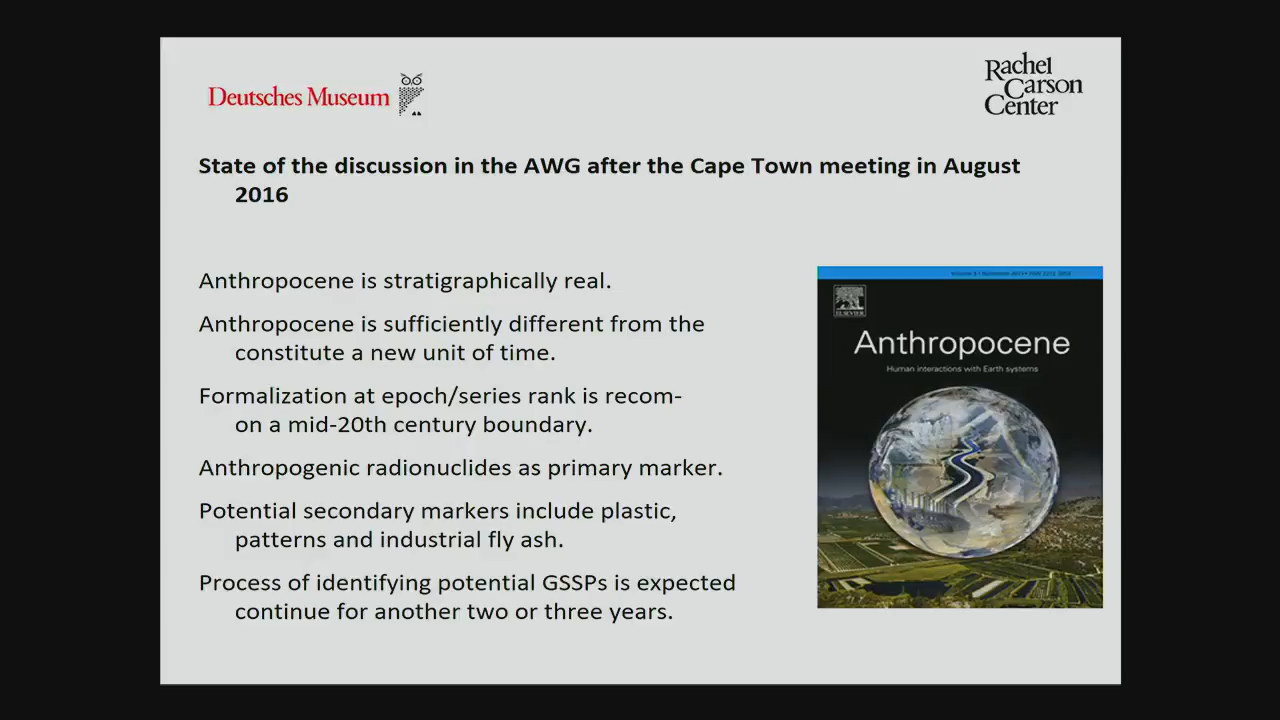 Deutsches Museum
Rachel
Carson
Center
State of the discussion in the AWG after the Cape Town meeting in August
2016
Anthropocene is stratigraphically real.
Anthropocene is sufficiently different from the
constitute a new unit of time.
Formalization at epoch/series rank is recom-
on a mid-20th century boundary.
Anthropogenic radionuclides as primary marker.
Potential secondary markers include plastic,
patterns and industrial fly ash.
Process of identifying potential GSSPs is expected
continue for another two or three years.
ELSEVIER
Anthropocene
Human interactions with Earth systems